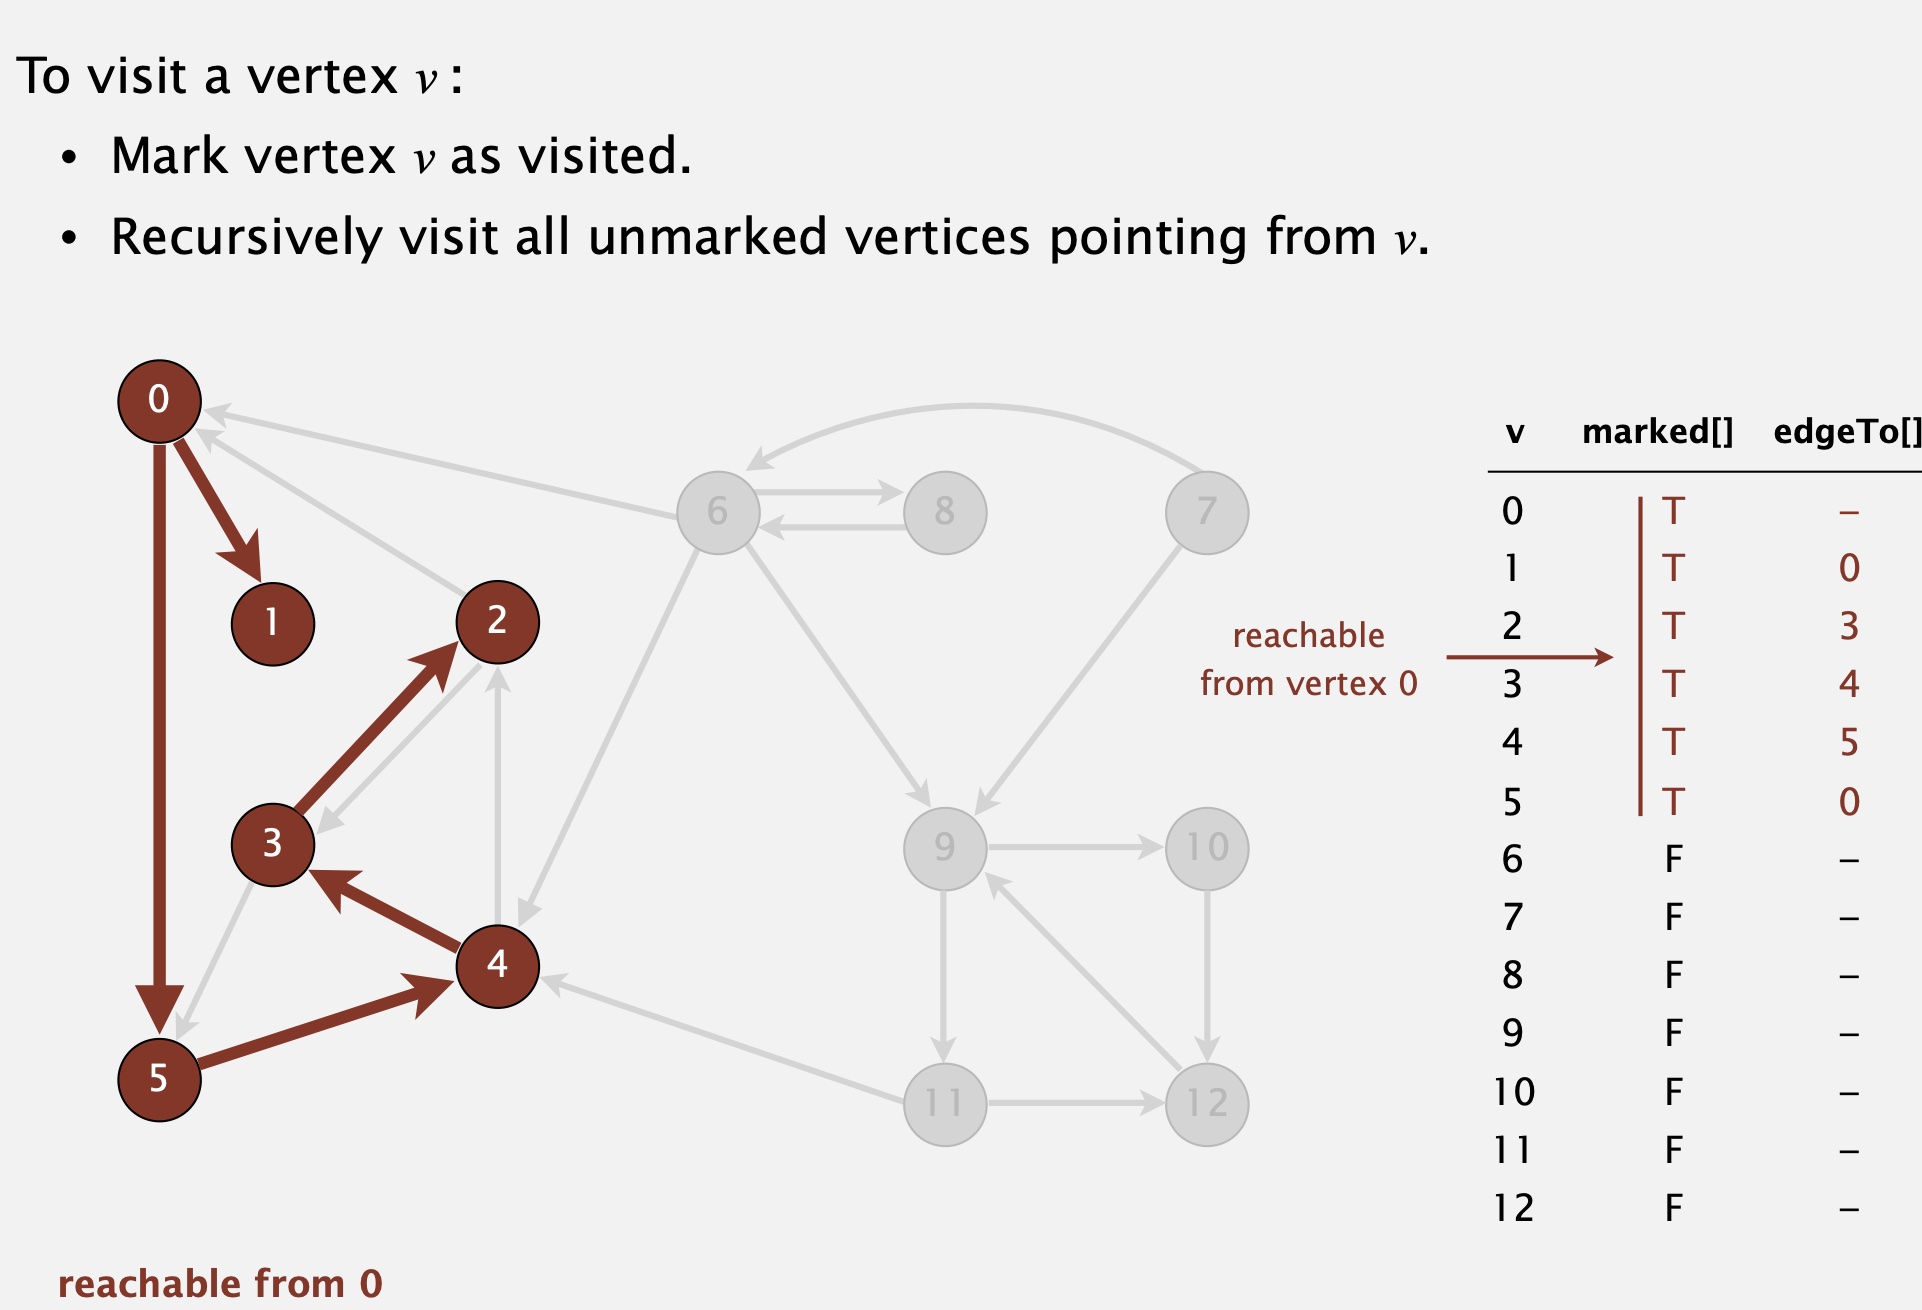 To visit a vertex v :
• Mark vertex v as visited.
• Recursively visit all unmarked vertices pointing from v.
0
6
8
7
1
2
3
9
10
4
5
11
12
reachable
from vertex 0
v marked[] edgeTo[]
0 T –
1 T 0
2 T 3
3 T 4
4 T 5
5 T 0
6 F –
7 F –
8 F –
9 F –
10 F –
11 F –
12 F –
reachable from 0